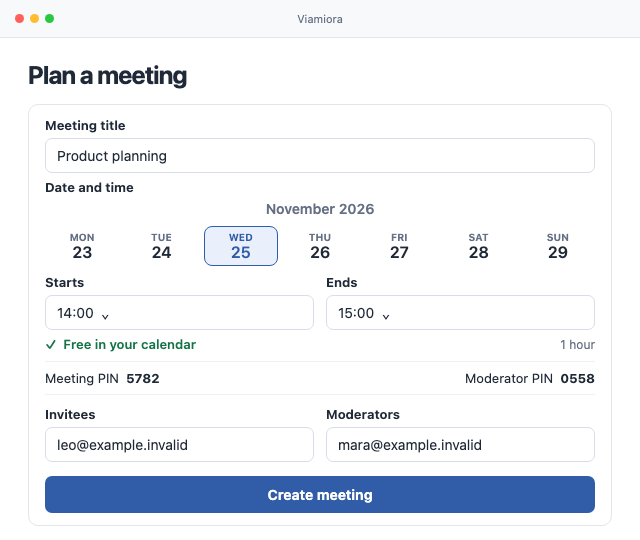 Viamiora
Plan a meeting
Meeting title
Product planning
Date and time
November 2026
MON TUE WED THU FRI SAT SUN
23 24 25 26 27 28 29
Starts Ends
14:00 15:00
Free in your calendar 1 hour
Meeting PIN 5782 Moderator PIN 0558
Invitees Moderators
leo@example.invalid mara@example.invalid
Create meeting